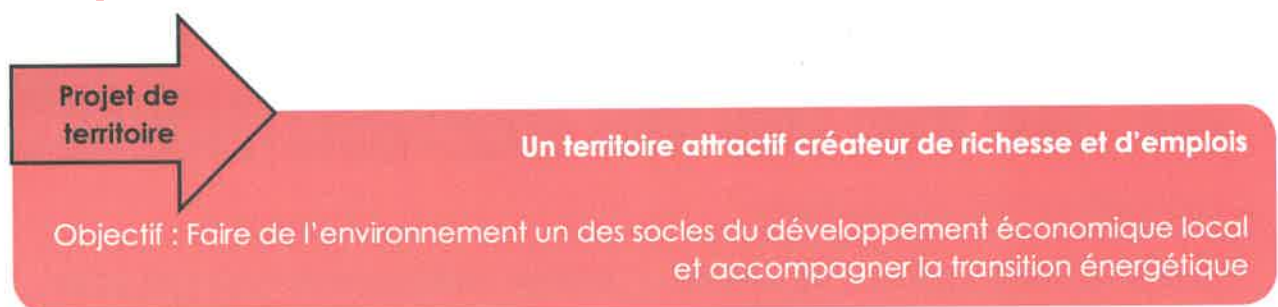 Projet de
territoire
Un territoire attractif créateur de richesse et d'emplois
Objectif : Faire de l'environnement un des socles du développement économique local
et accompagner la transition énergétique